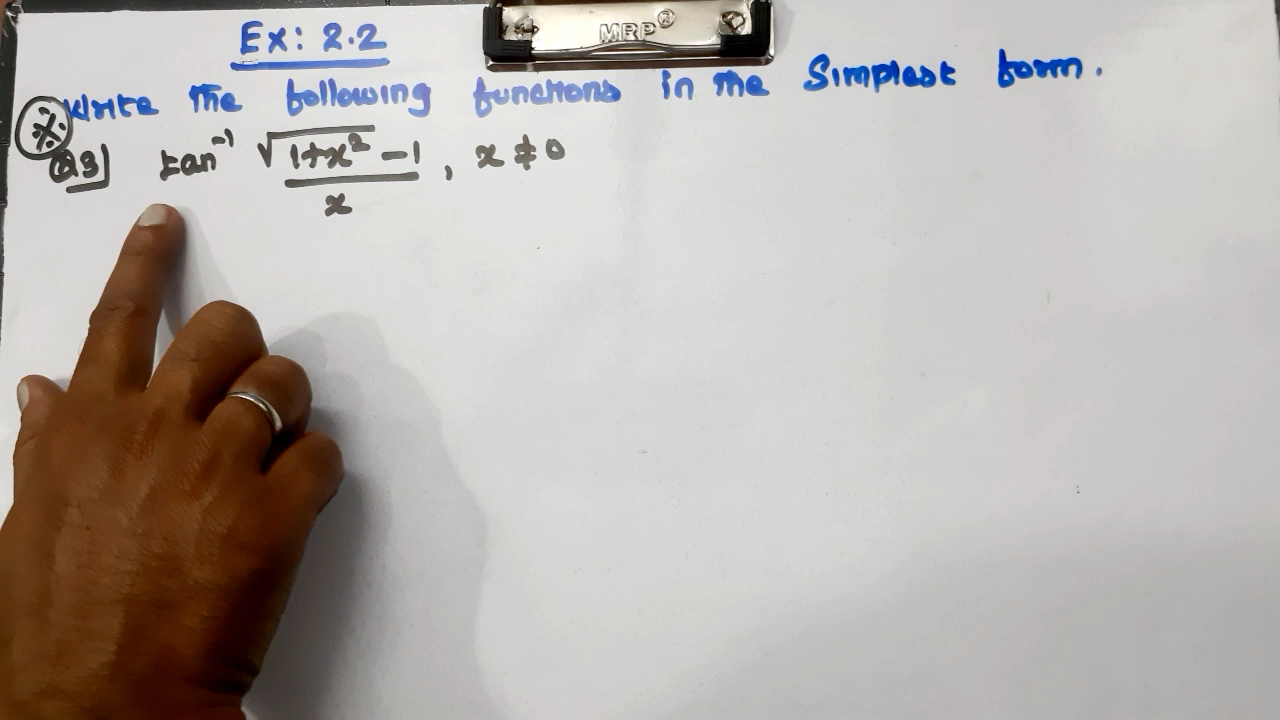 MRP®
Ex: 2.2
Write the following functions in the Simplest form.
Q3] tan⁻¹ √1+x² -1 / x , x ≠ 0